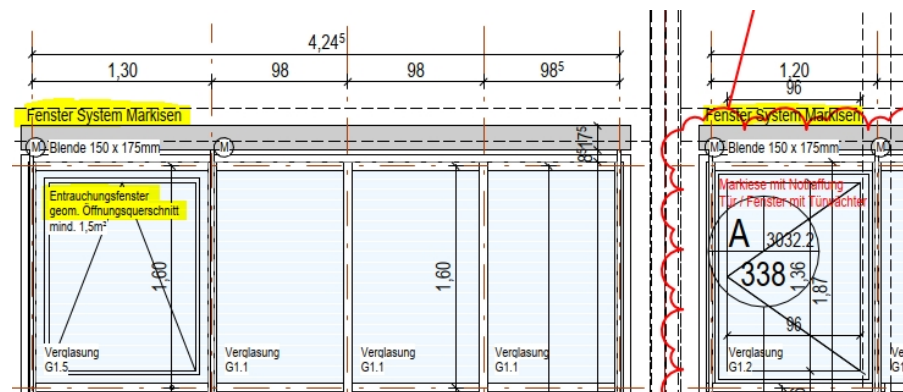 4,24⁵
1,30
98
98
98⁵
Fenster System Markisen
M
Blende 150 x 175mm
M
17⁵
8⁵
Entrauchungsfenster
geom. Öffnungsquerschnitt
mind. 1,5m²
1,60
1,60
Verglasung
G1.5
Verglasung
G1.1
Verglasung
G1.1
Verglasung
G1.1
1,20
96
Fenster System Markisen
M
Blende 150 x 175mm
M
Markiese mit Notraffung
Tür / Fenster mit Türwächter
A
3032.2
338
1,36
1,87
96
Verglasung
G1.2